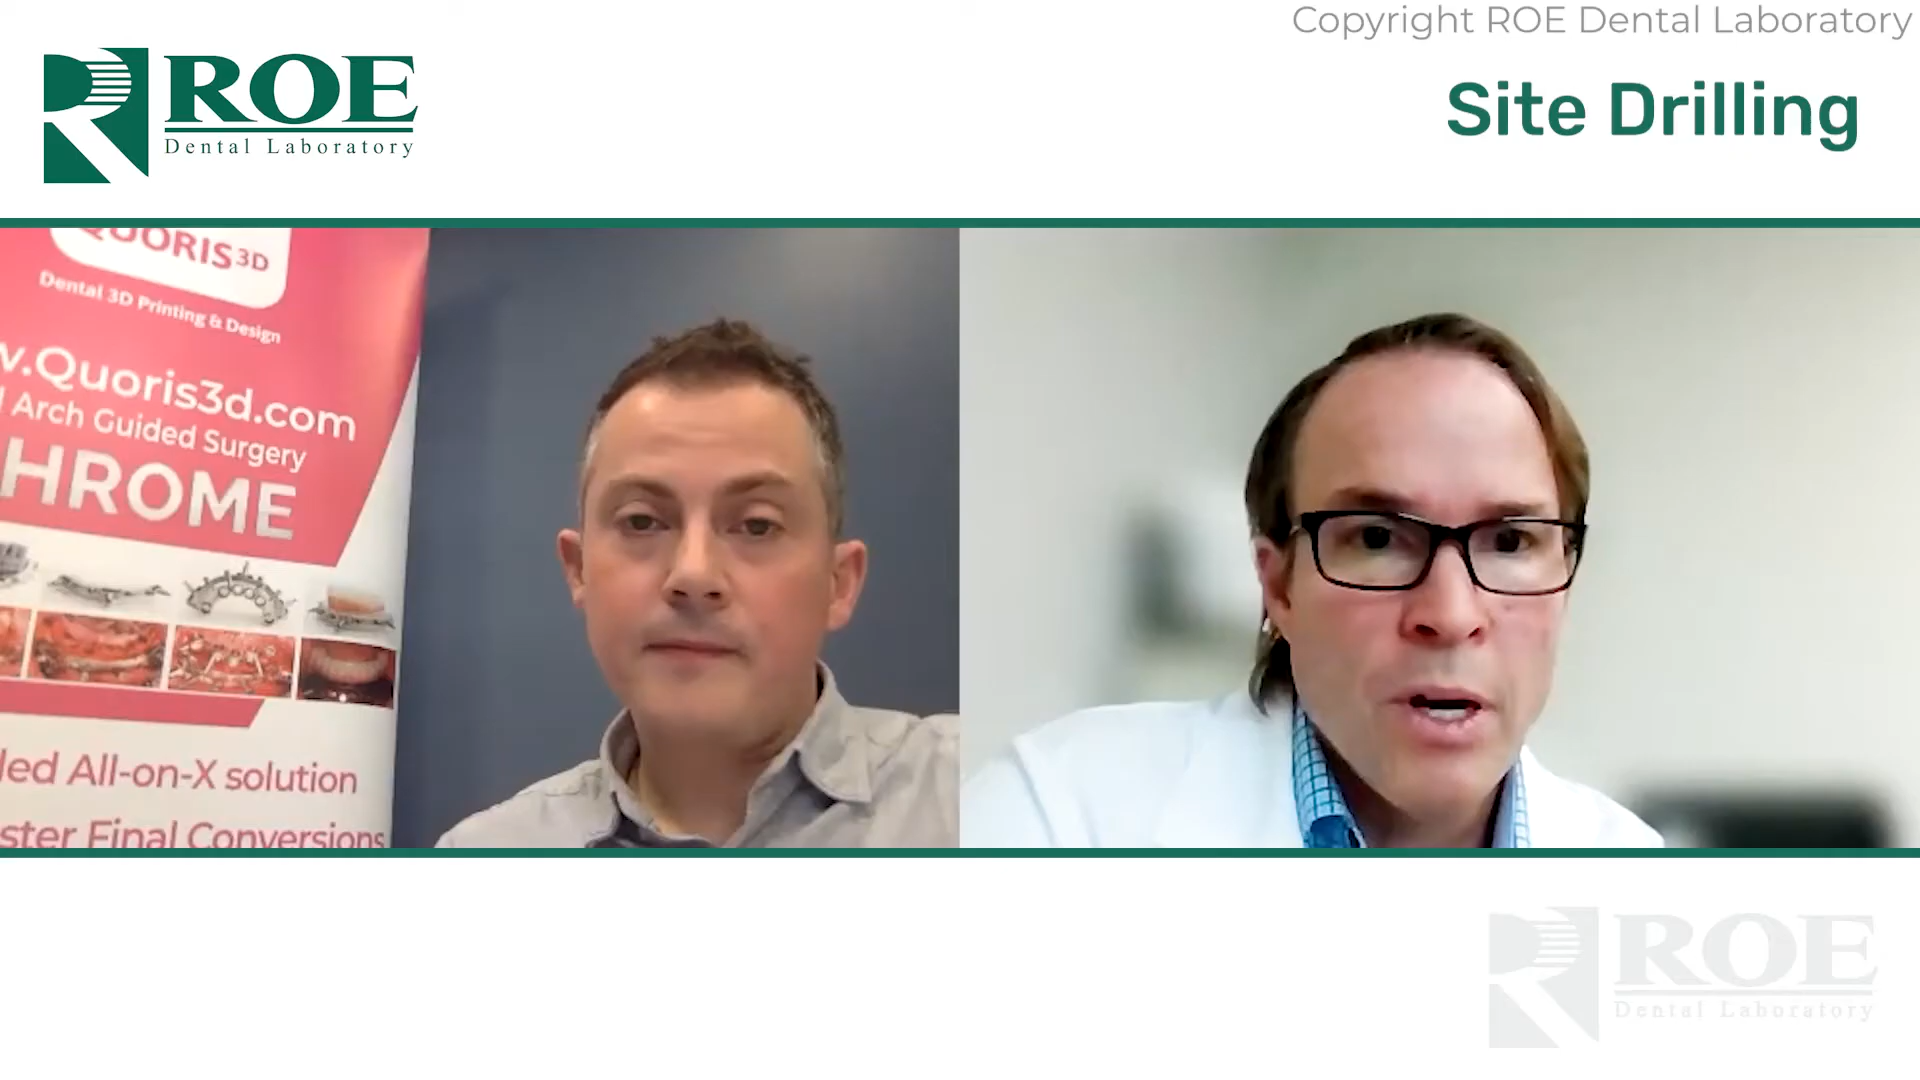 Copyright ROE Dental Laboratory
ROE
Dental Laboratory
Site Drilling
QUORIS3D
Dental 3D Printing & Design
w.Quoris3d.com
Arch Guided Surgery
HROME
led All-on-X solution
ster Final Conversions
ROE
Dental Laboratory